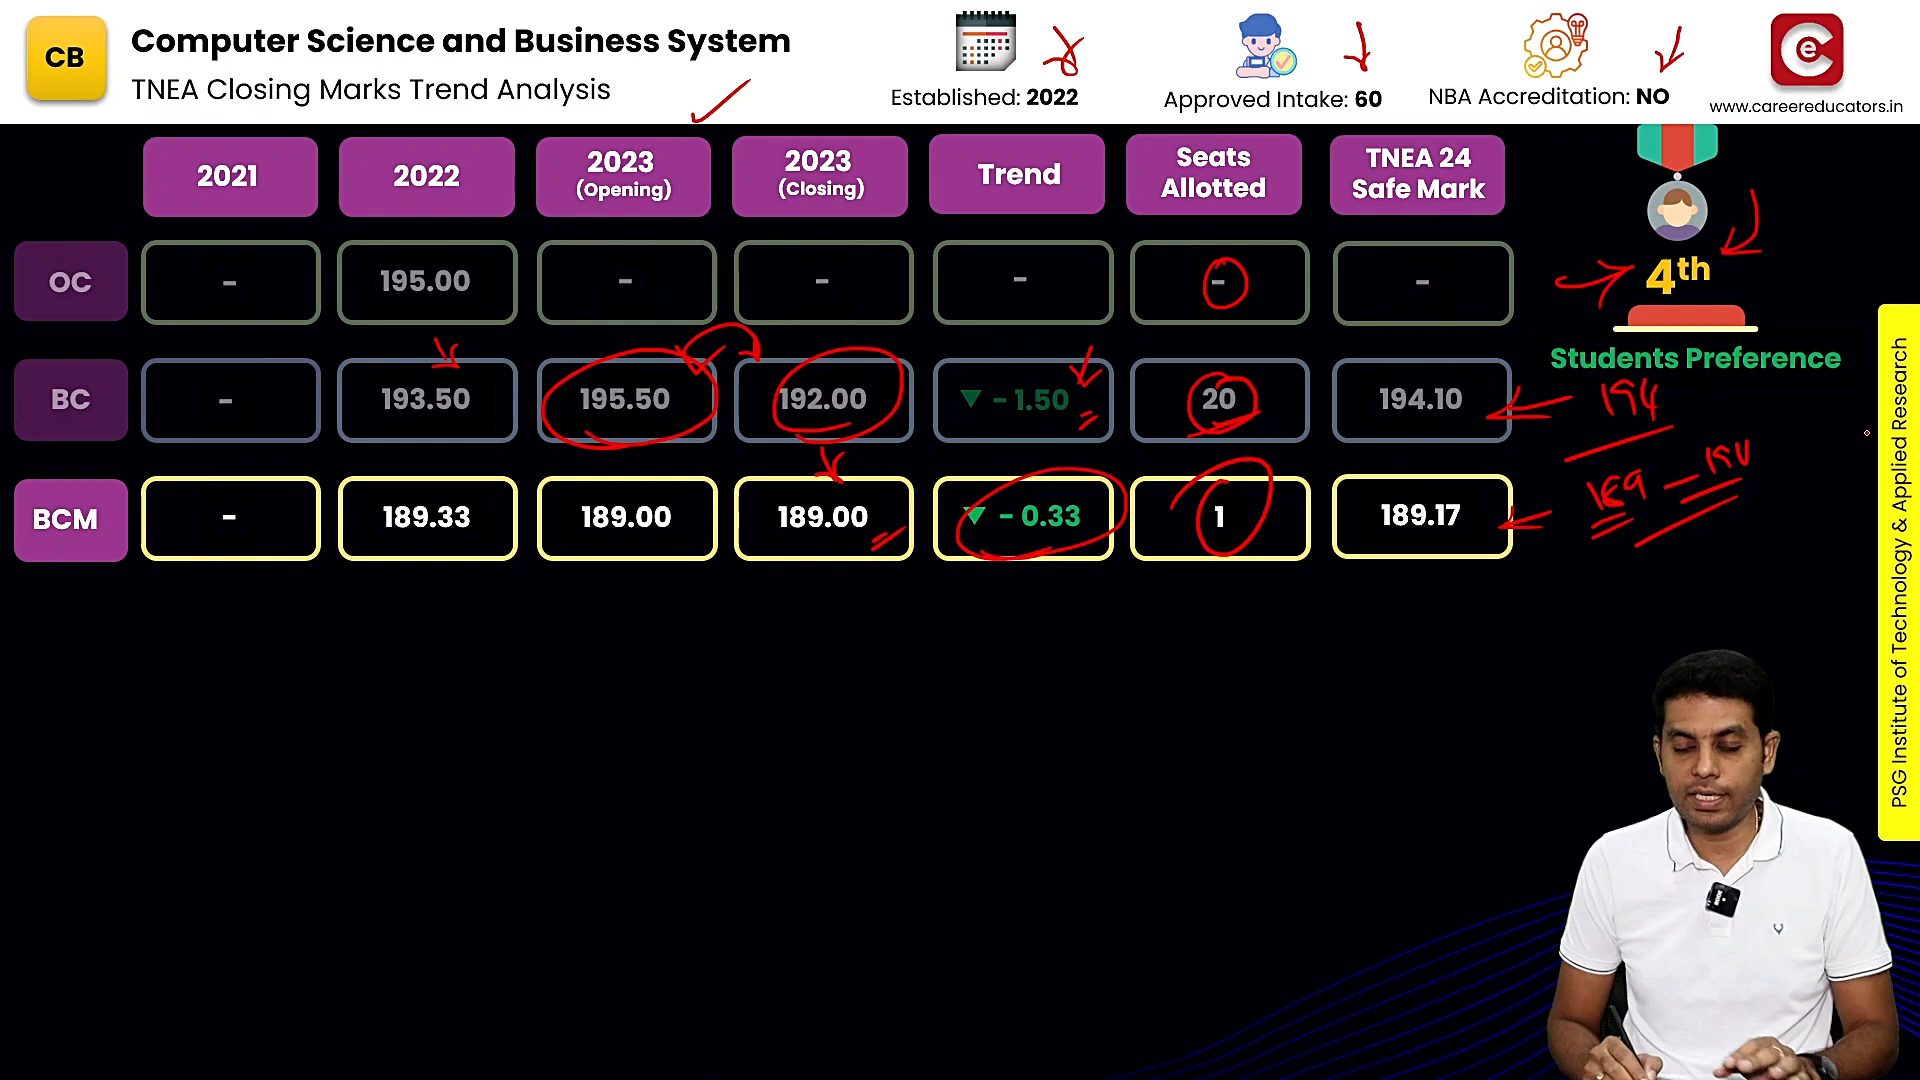 CB
Computer Science and Business System
TNEA Closing Marks Trend Analysis
Established: 2022
Approved Intake: 60
NBA Accreditation: NO
e
www.careereducators.in
2021
2022
2023
(Opening)
2023
(Closing)
Trend
Seats
Allotted
TNEA 24
Safe Mark
OC
-
195.00
-
-
-
-
-
4th
Students Preference
BC
-
193.50
195.50
192.00
▼ - 1.50
20
194.10
194
BCM
-
189.33
189.00
189.00
▼ - 0.33
1
189.17
189 -
PSG Institute of Technology & Applied Research